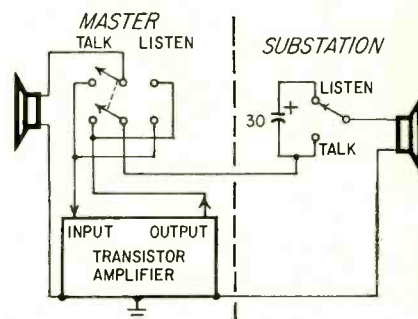 MASTER
TALK LISTEN
SUBSTATION
LISTEN
30 +
TALK
INPUT OUTPUT
TRANSISTOR
AMPLIFIER